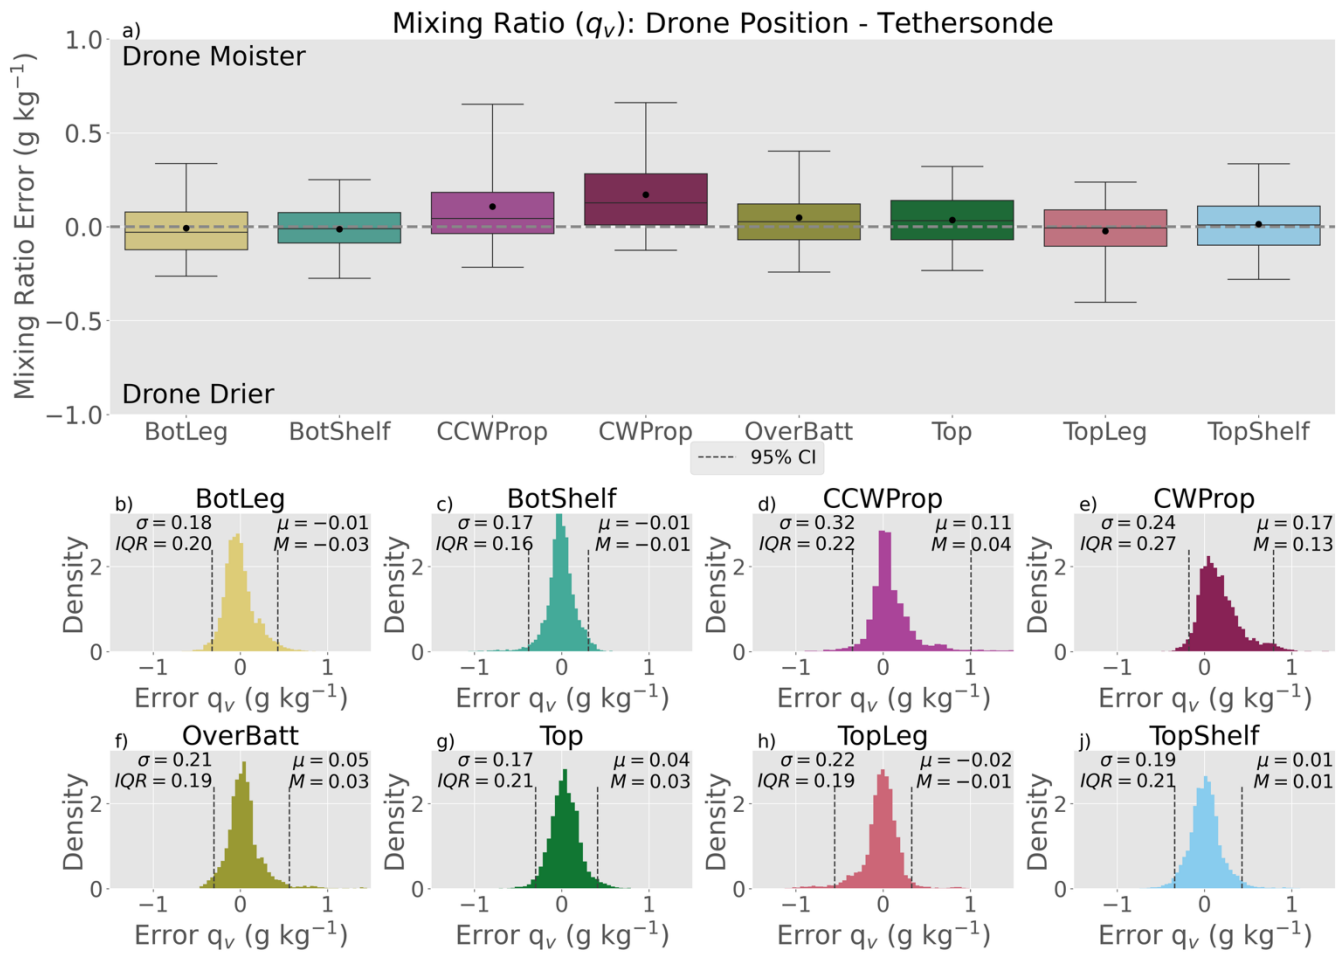 a)
Mixing Ratio (qᵥ): Drone Position - Tethersonde
Drone Moister
Mixing Ratio Error (g kg⁻¹)
1.0
0.5
0.0
−0.5
−1.0
Drone Drier
BotLeg BotShelf CCWProp CWProp OverBatt Top TopLeg TopShelf
95% CI
b) BotLeg
σ = 0.18 μ = −0.01
IQR = 0.20 M = −0.03
Density
2
0
−1 0 1
Error qᵥ (g kg⁻¹)
c) BotShelf
σ = 0.17 μ = −0.01
IQR = 0.16 M = −0.01
Density
2
0
−1 0 1
Error qᵥ (g kg⁻¹)
d) CCWProp
σ = 0.32 μ = 0.11
IQR = 0.22 M = 0.04
Density
2
0
−1 0 1
Error qᵥ (g kg⁻¹)
e) CWProp
σ = 0.24 μ = 0.17
IQR = 0.27 M = 0.13
Density
2
0
−1 0 1
Error qᵥ (g kg⁻¹)
f) OverBatt
σ = 0.21 μ = 0.05
IQR = 0.19 M = 0.03
Density
2
0
−1 0 1
Error qᵥ (g kg⁻¹)
g) Top
σ = 0.17 μ = 0.04
IQR = 0.21 M = 0.03
Density
2
0
−1 0 1
Error qᵥ (g kg⁻¹)
h) TopLeg
σ = 0.22 μ = −0.02
IQR = 0.19 M = −0.01
Density
2
0
−1 0 1
Error qᵥ (g kg⁻¹)
j) TopShelf
σ = 0.19 μ = 0.01
IQR = 0.21 M = 0.01
Density
2
0
−1 0 1
Error qᵥ (g kg⁻¹)